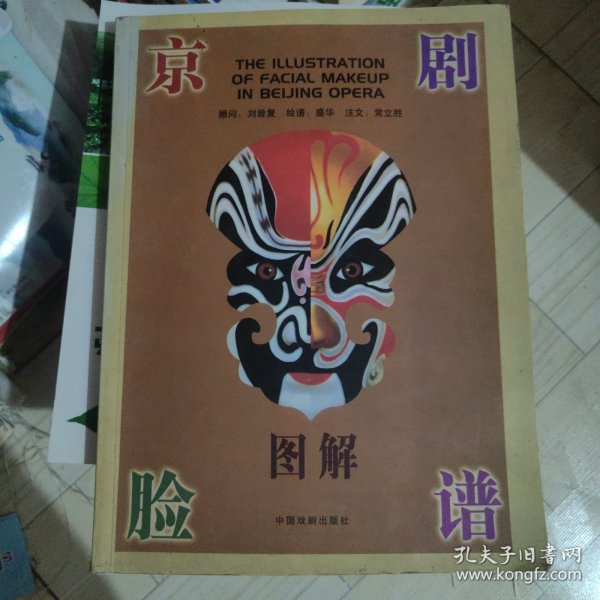 京剧
THE ILLUSTRATION
OF FACIAL MAKEUP
IN BEIJING OPERA
顾问：刘曾复 绘谱：盛华 注文：常立胜
图解
脸谱
中国戏剧出版社
孔夫子旧书网
www.kongfz.com